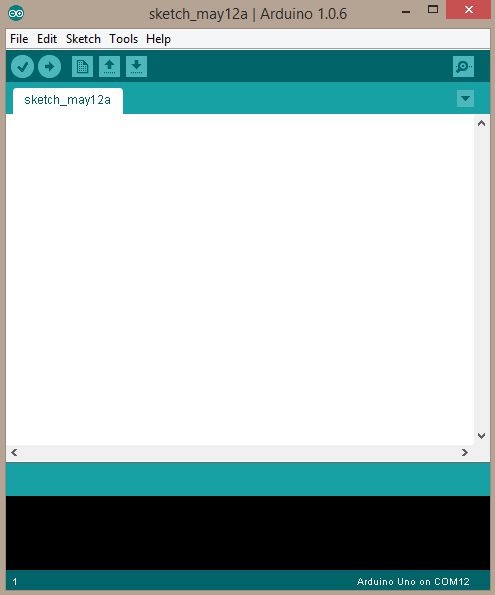 sketch_may12a | Arduino 1.0.6
File Edit Sketch Tools Help
sketch_may12a
1 Arduino Uno on COM12